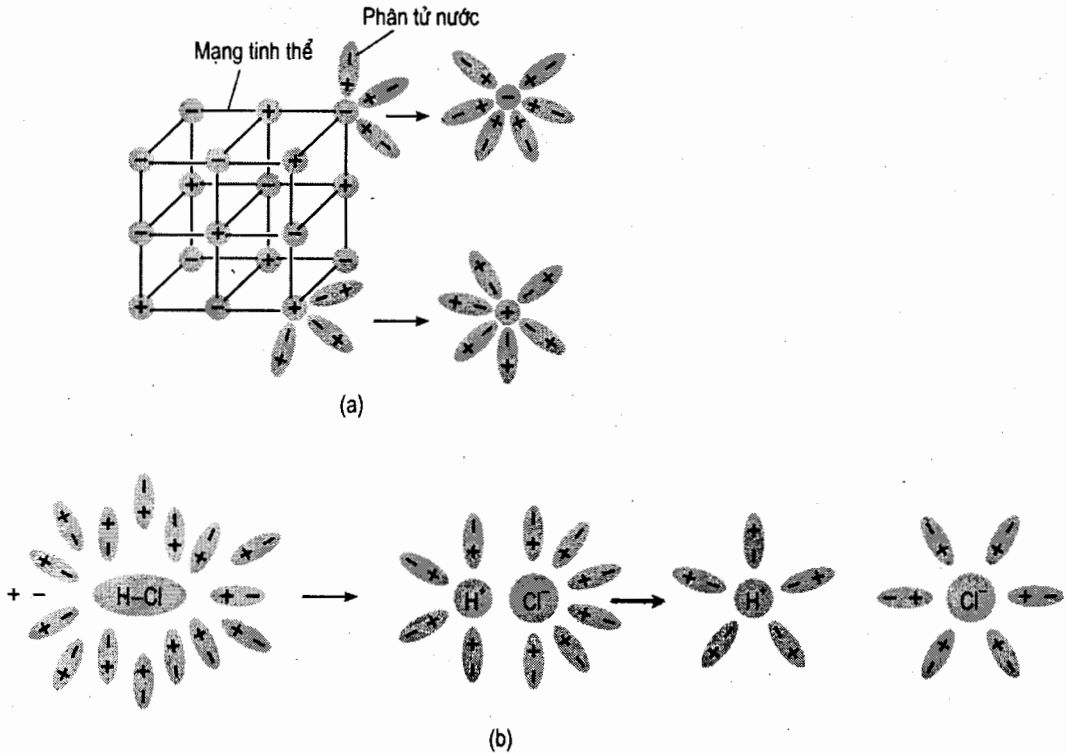 Phân tử nước
Mạng tinh thể
(a)
+ -
H–Cl
H⁺
Cl⁻
H⁺
Cl⁻
(b)